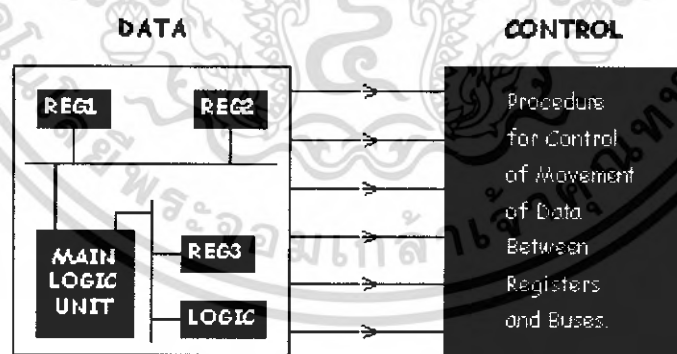 DATA
CONTROL
REG1
REG2
MAIN
LOGIC
UNIT
REG3
LOGIC
Procedure
for Control
of Movement
of Data
Between
Registers
and Buses.